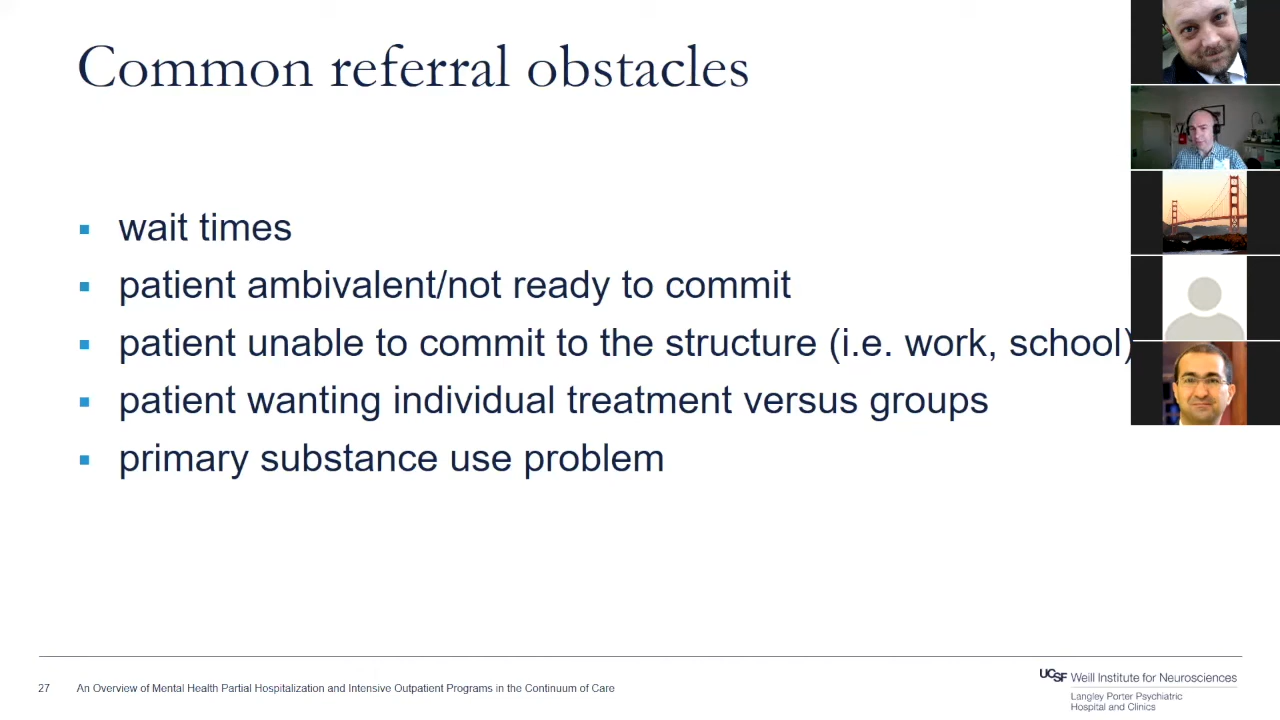 Common referral obstacles
wait times
patient ambivalent/not ready to commit
patient unable to commit to the structure (i.e. work, school)
patient wanting individual treatment versus groups
primary substance use problem
27 An Overview of Mental Health Partial Hospitalization and Intensive Outpatient Programs in the Continuum of Care
UCSF Weill Institute for Neurosciences
Langley Porter Psychiatric
Hospital and Clinics